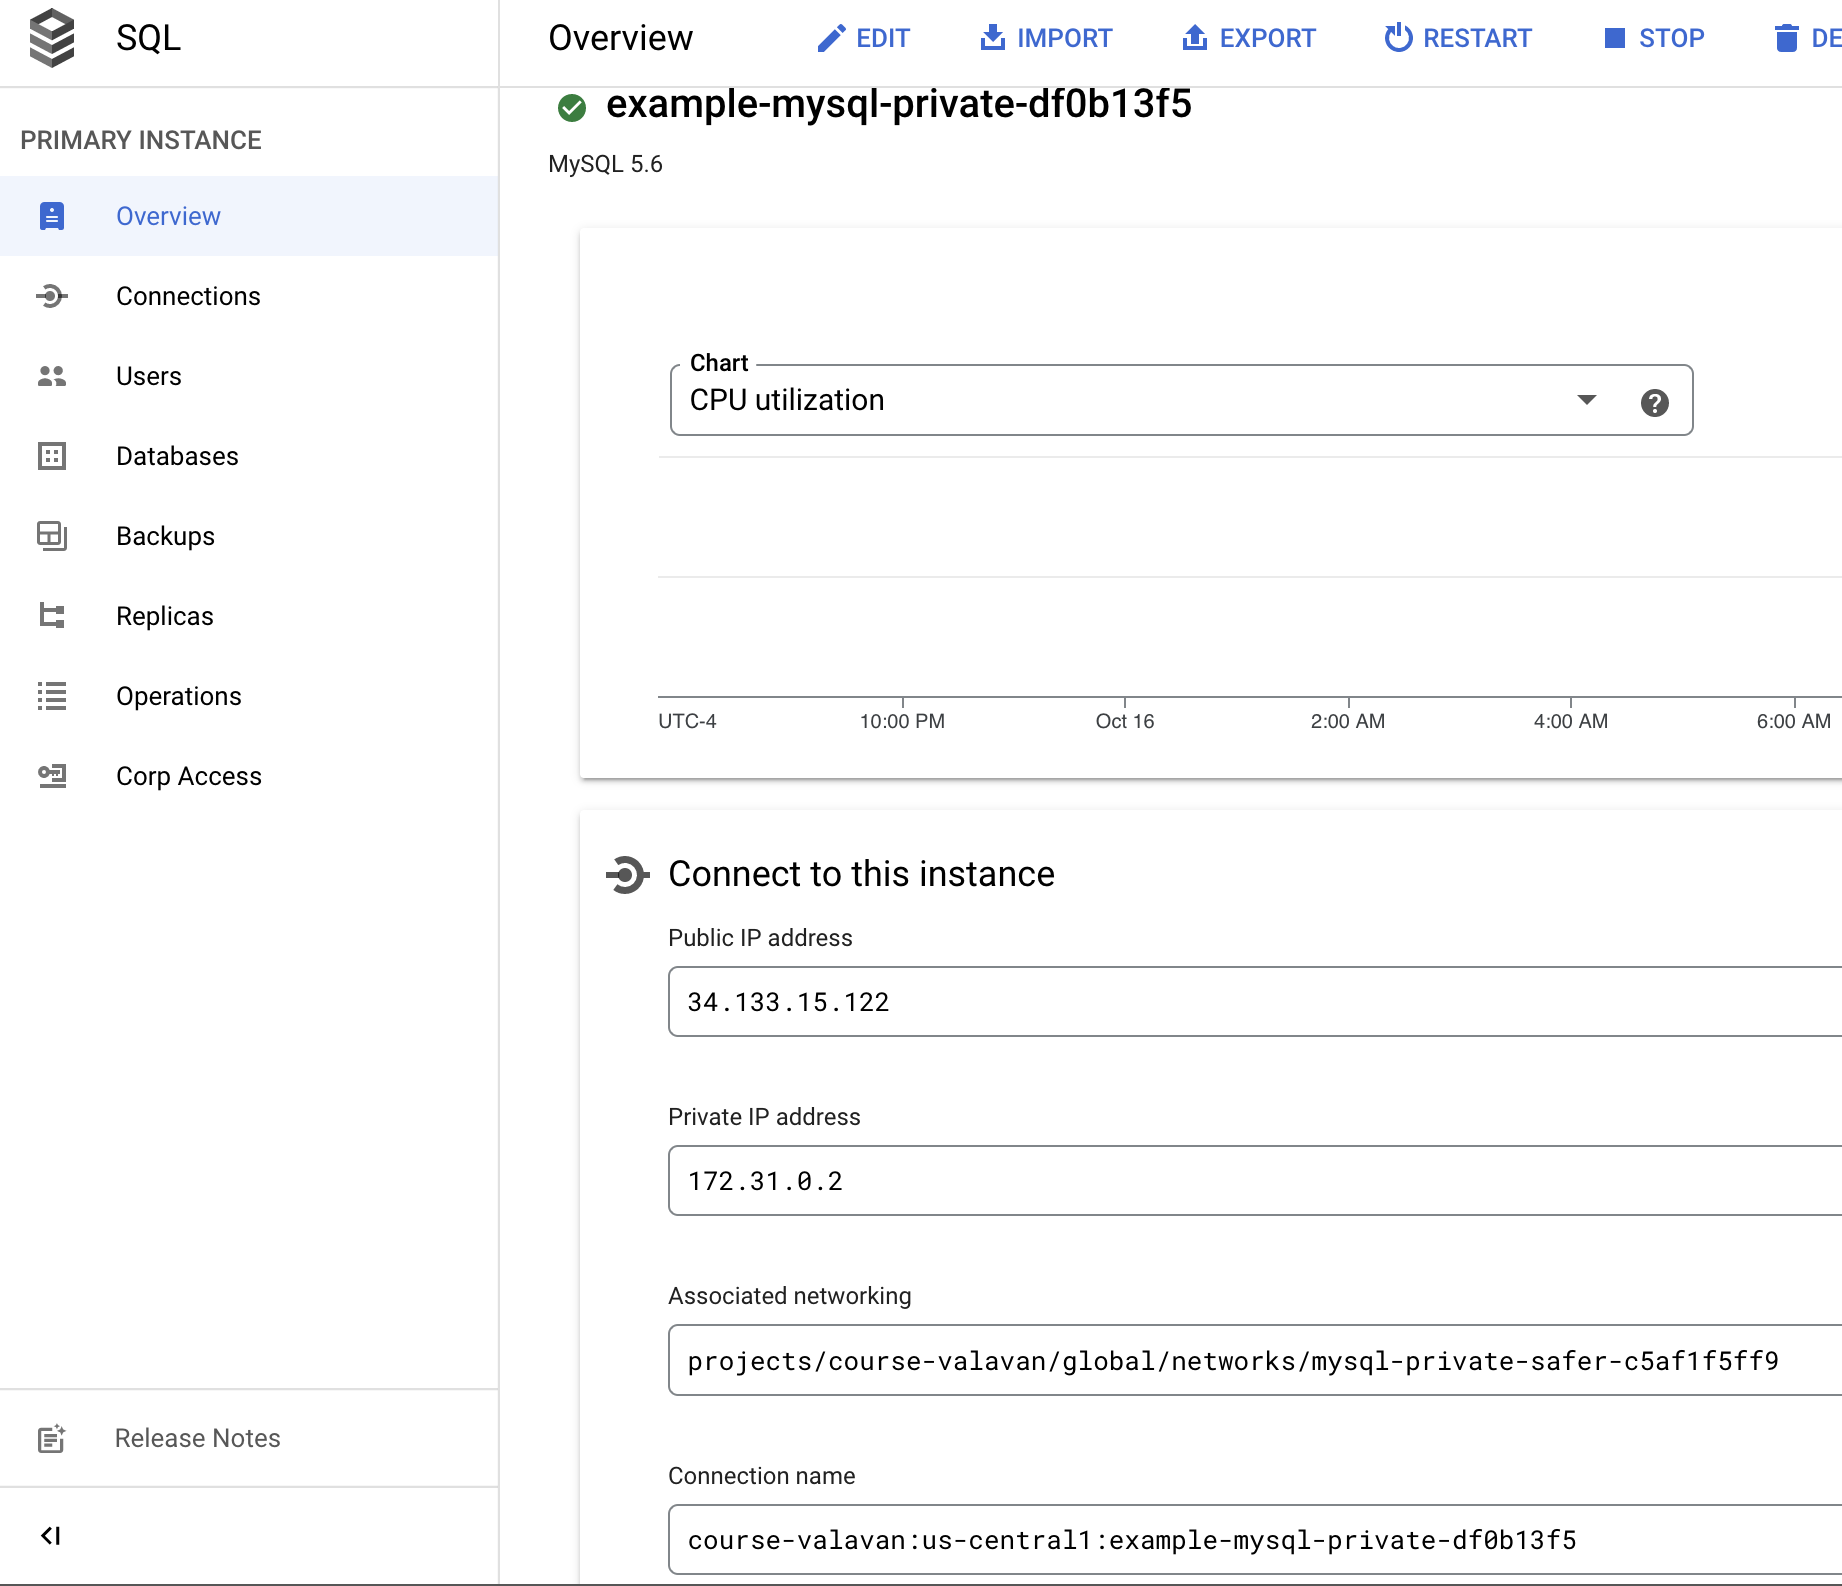 SQL
Overview
EDIT
IMPORT
EXPORT
RESTART
STOP
DE
PRIMARY INSTANCE
Overview
Connections
Users
Databases
Backups
Replicas
Operations
Corp Access
Release Notes
example-mysql-private-df0b13f5
MySQL 5.6
Chart
CPU utilization
UTC-4 10:00 PM Oct 16 2:00 AM 4:00 AM 6:00 AM
Connect to this instance
Public IP address
34.133.15.122
Private IP address
172.31.0.2
Associated networking
projects/course-valavan/global/networks/mysql-private-safer-c5af1f5ff9
Connection name
course-valavan:us-central1:example-mysql-private-df0b13f5